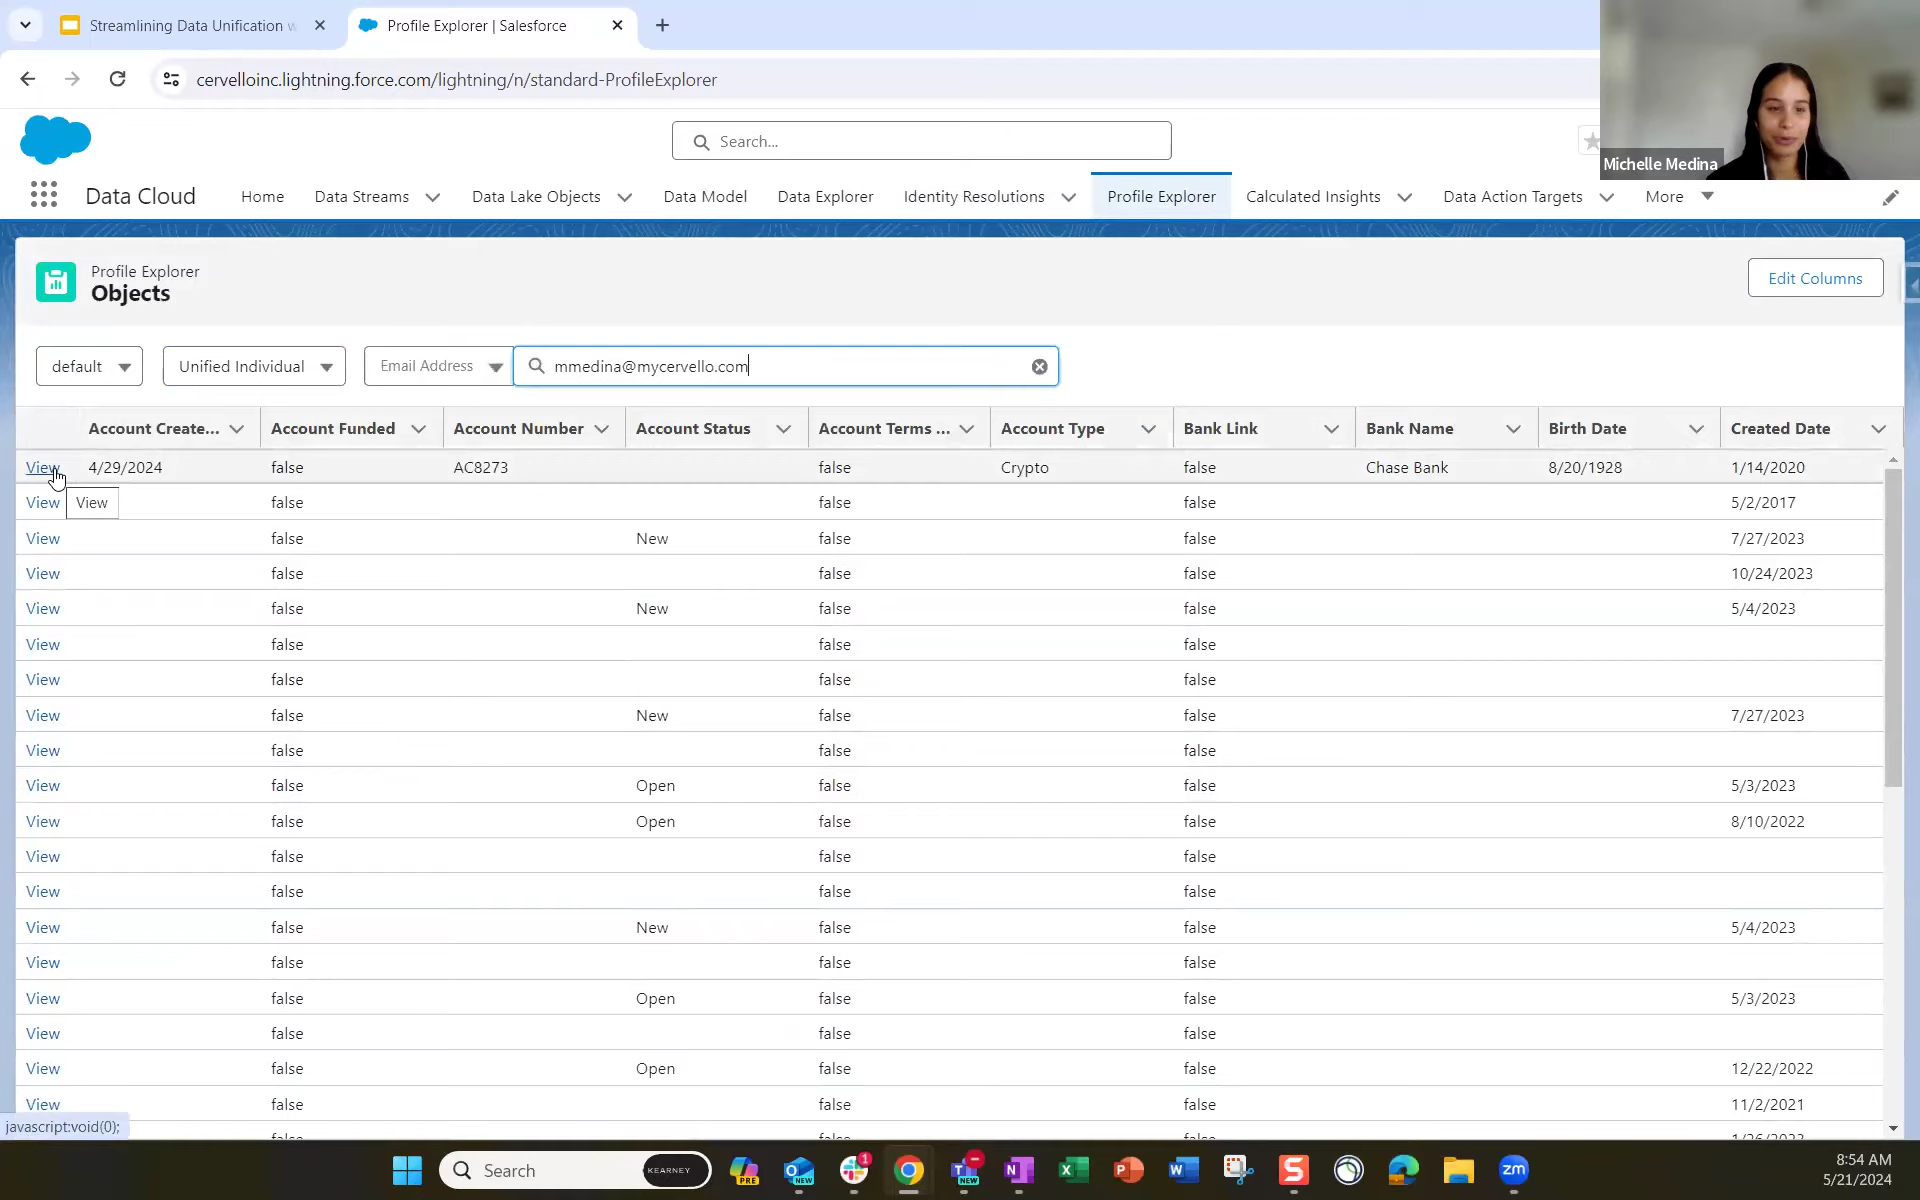 Streamlining Data Unification w
Profile Explorer | Salesforce
cervelloinc.lightning.force.com/lightning/n/standard-ProfileExplorer
Michelle Medina
Search...
Data Cloud Home Data Streams Data Lake Objects Data Model Data Explorer Identity Resolutions Profile Explorer Calculated Insights Data Action Targets More
Profile Explorer
Objects
Edit Columns
default Unified Individual Email Address mmedina@mycervello.com
Account Create... Account Funded Account Number Account Status Account Terms ... Account Type Bank Link Bank Name Birth Date Created Date
View 4/29/2024 false AC8273 false Crypto false Chase Bank 8/20/1928 1/14/2020
View View false false false 5/2/2017
View false New false false 7/27/2023
View false false false 10/24/2023
View false New false false 5/4/2023
View false false false
View false false false
View false New false false 7/27/2023
View false false false
View false Open false false 5/3/2023
View false Open false false 8/10/2022
View false false false
View false false false
View false New false false 5/4/2023
View false false false
View false Open false false 5/3/2023
View false false false
View false Open false false 12/22/2022
View false false false 11/2/2021
javascript:void(0);
Search KEARNEY PRE NEW 1 NEW zm
8:54 AM
5/21/2024